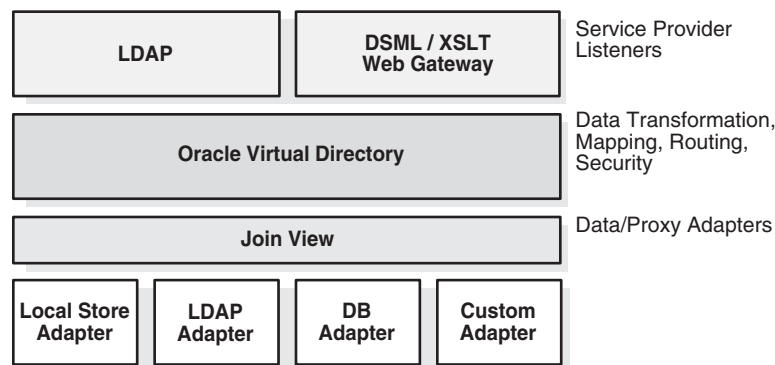 LDAP
DSML / XSLT
Web Gateway
Service Provider
Listeners
Oracle Virtual Directory
Data Transformation,
Mapping, Routing,
Security
Join View
Data/Proxy Adapters
Local Store
Adapter
LDAP
Adapter
DB
Adapter
Custom
Adapter